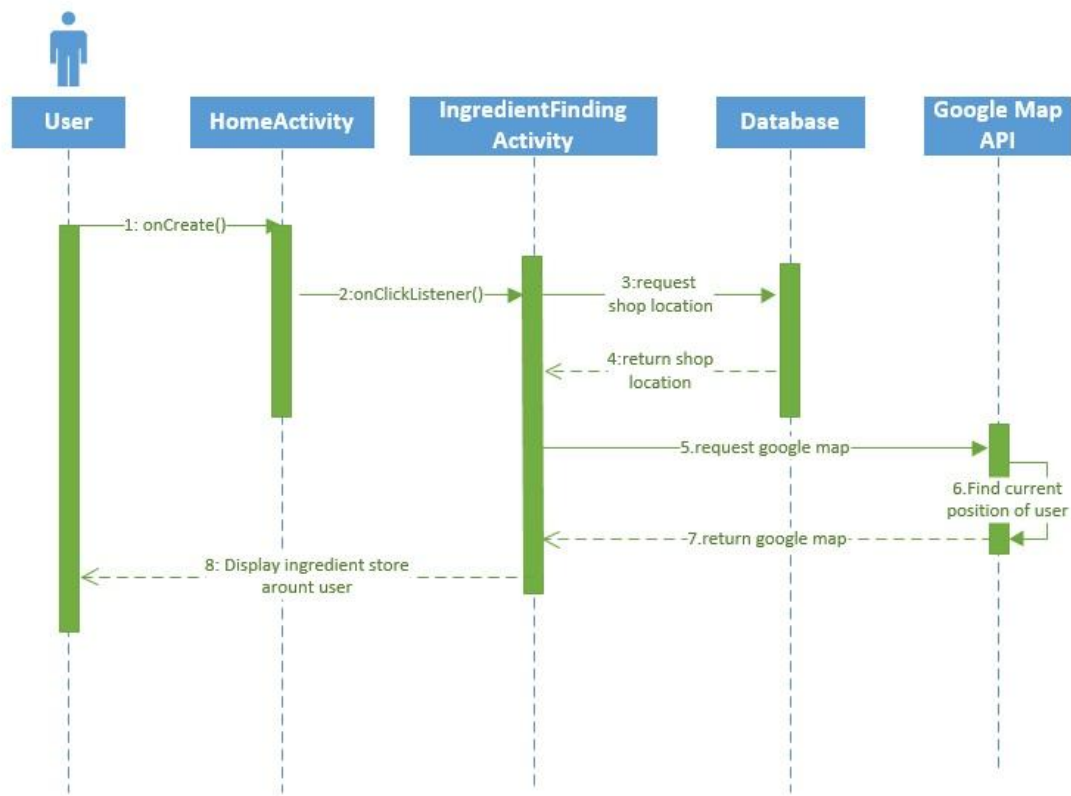 User
HomeActivity
IngredientFinding
Activity
Database
Google Map
API
1: onCreate()
2:onClickListener()
3:request
shop location
4:return shop
location
5.request google map
6.Find current
position of user
7.return google map
8: Display ingredient store
arount user